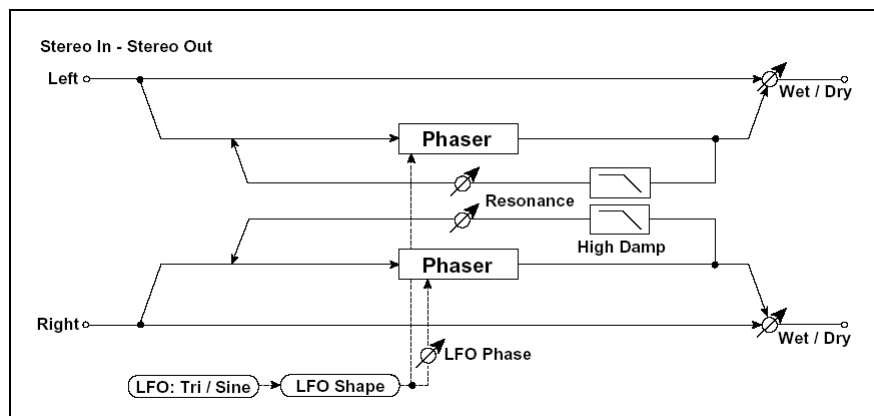 Stereo In - Stereo Out
Left
Wet / Dry
Phaser
Resonance
High Damp
Phaser
Right
Wet / Dry
LFO Phase
LFO: Tri / Sine
LFO Shape